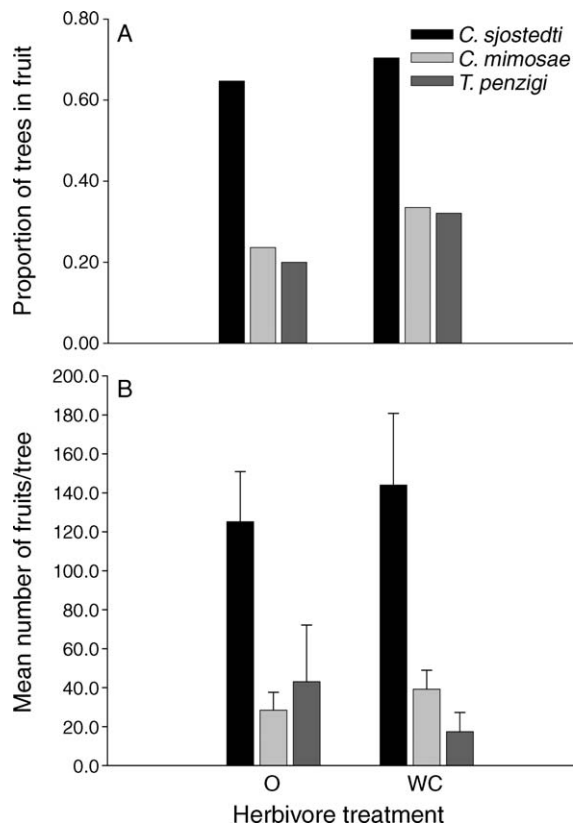 A
C. sjostedti
C. mimosae
T. penzigi
Proportion of trees in fruit
0.80
0.60
0.40
0.20
0.00
B
Mean number of fruits/tree
200.0
180.0
160.0
140.0
120.0
100.0
80.0
60.0
40.0
20.0
0.0
O WC
Herbivore treatment